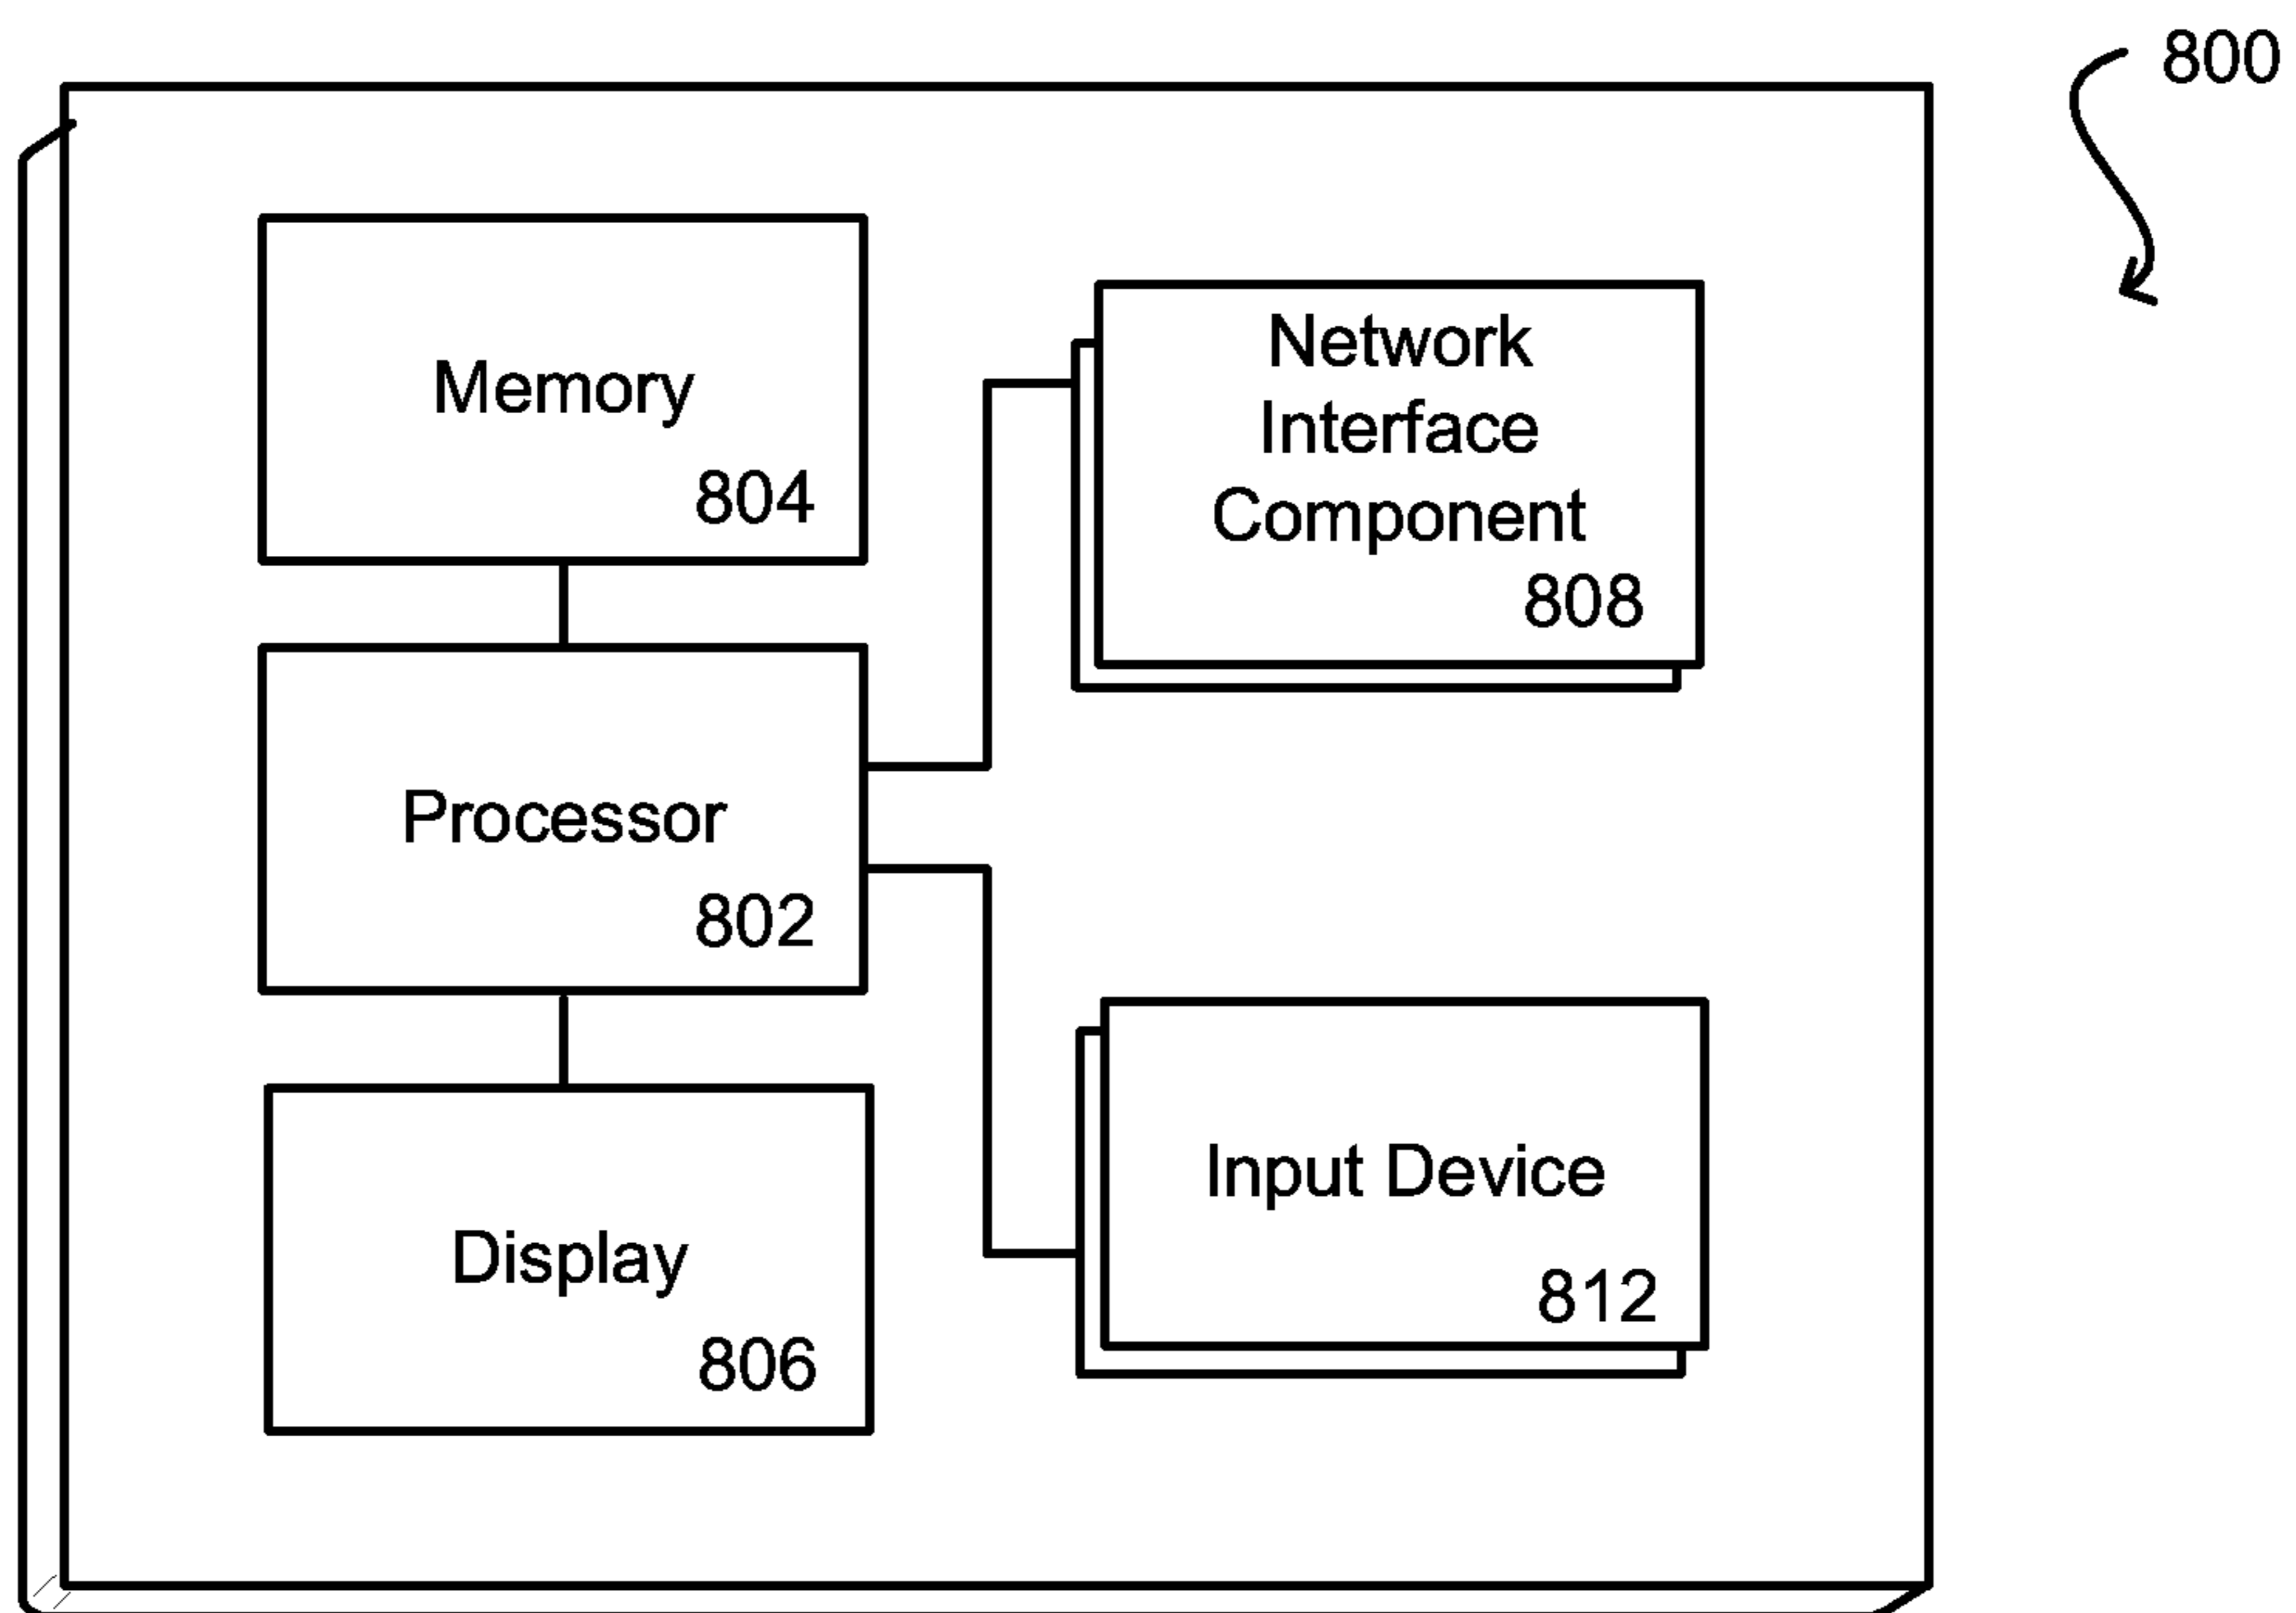 800
Memory
804
Network
Interface
Component
808
Processor
802
Input Device
812
Display
806